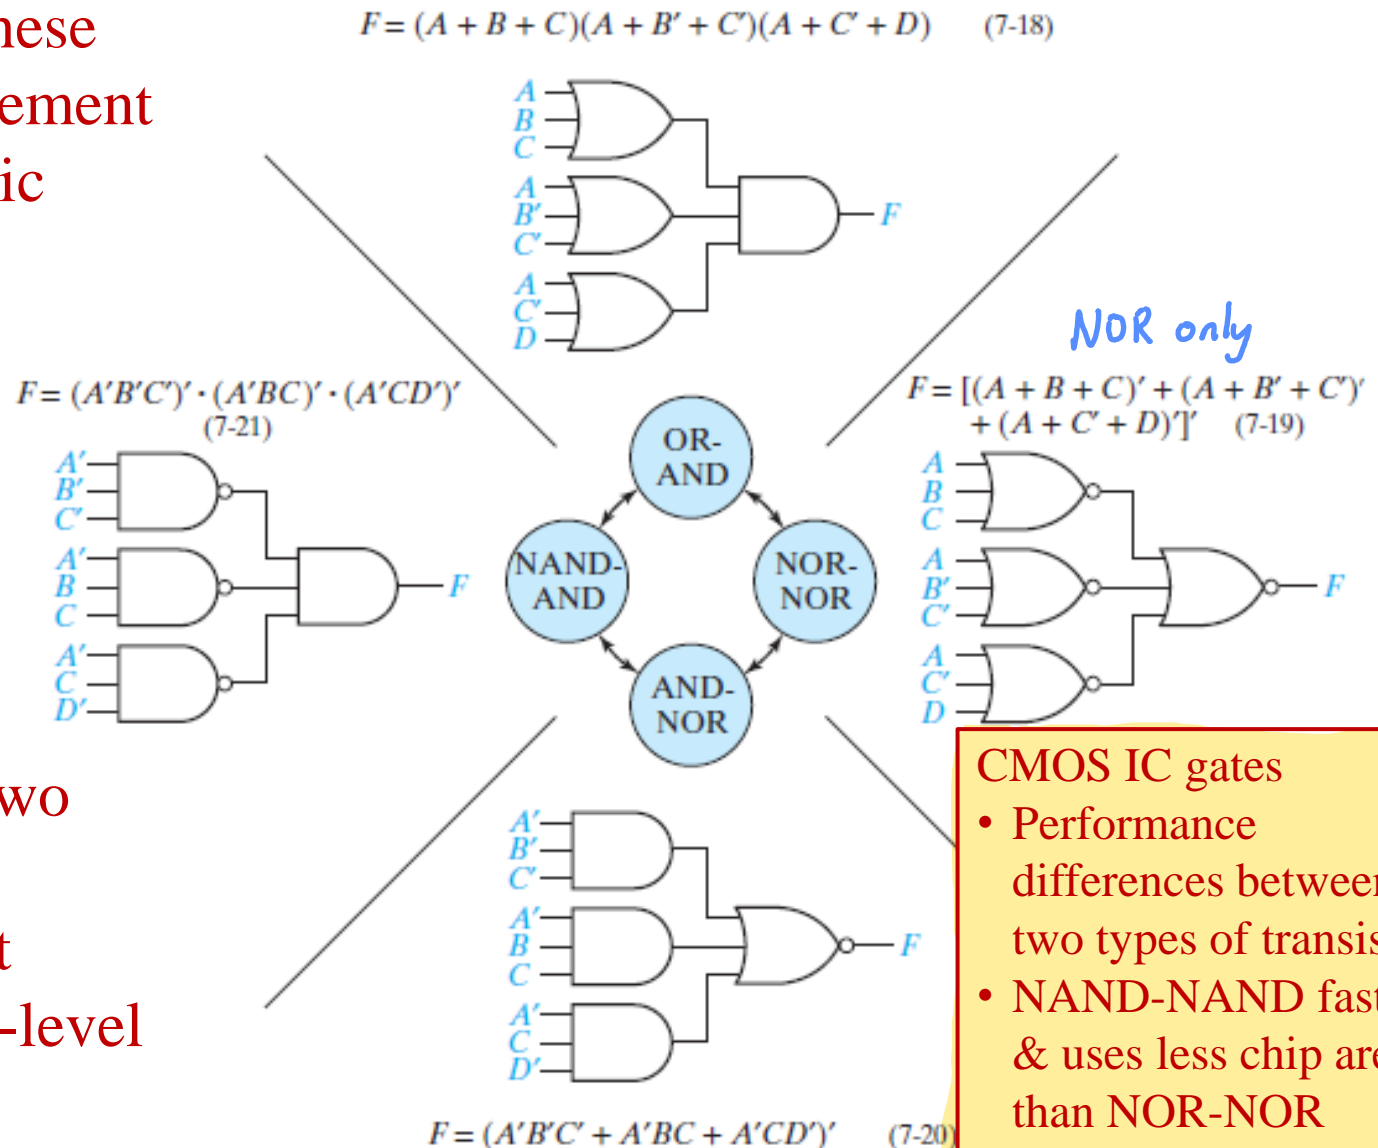 hese
ement
ic
F = (A + B + C)(A + B′ + C′)(A + C′ + D) (7-18)
A
B
C
A
B′
C′
A
C′
D
F
NOR only
F = (A′B′C′)′ · (A′BC)′ · (A′CD′)′
(7-21)
A′
B′
C′
A′
B
C
A′
C
D′
F
OR-
AND
NAND-
AND
NOR-
NOR
AND-
NOR
F = [(A + B + C)′ + (A + B′ + C′)′
+ (A + C′ + D)′]′ (7-19)
A
B
C
A
B′
C′
A
C′
D
F
wo
t
-level
A′
B′
C′
A′
B
C
A′
C
D′
F
F = (A′B′C′ + A′BC + A′CD′)′ (7-20)
CMOS IC gates
• Performance
differences between
two types of transis
• NAND-NAND fast
& uses less chip are
than NOR-NOR